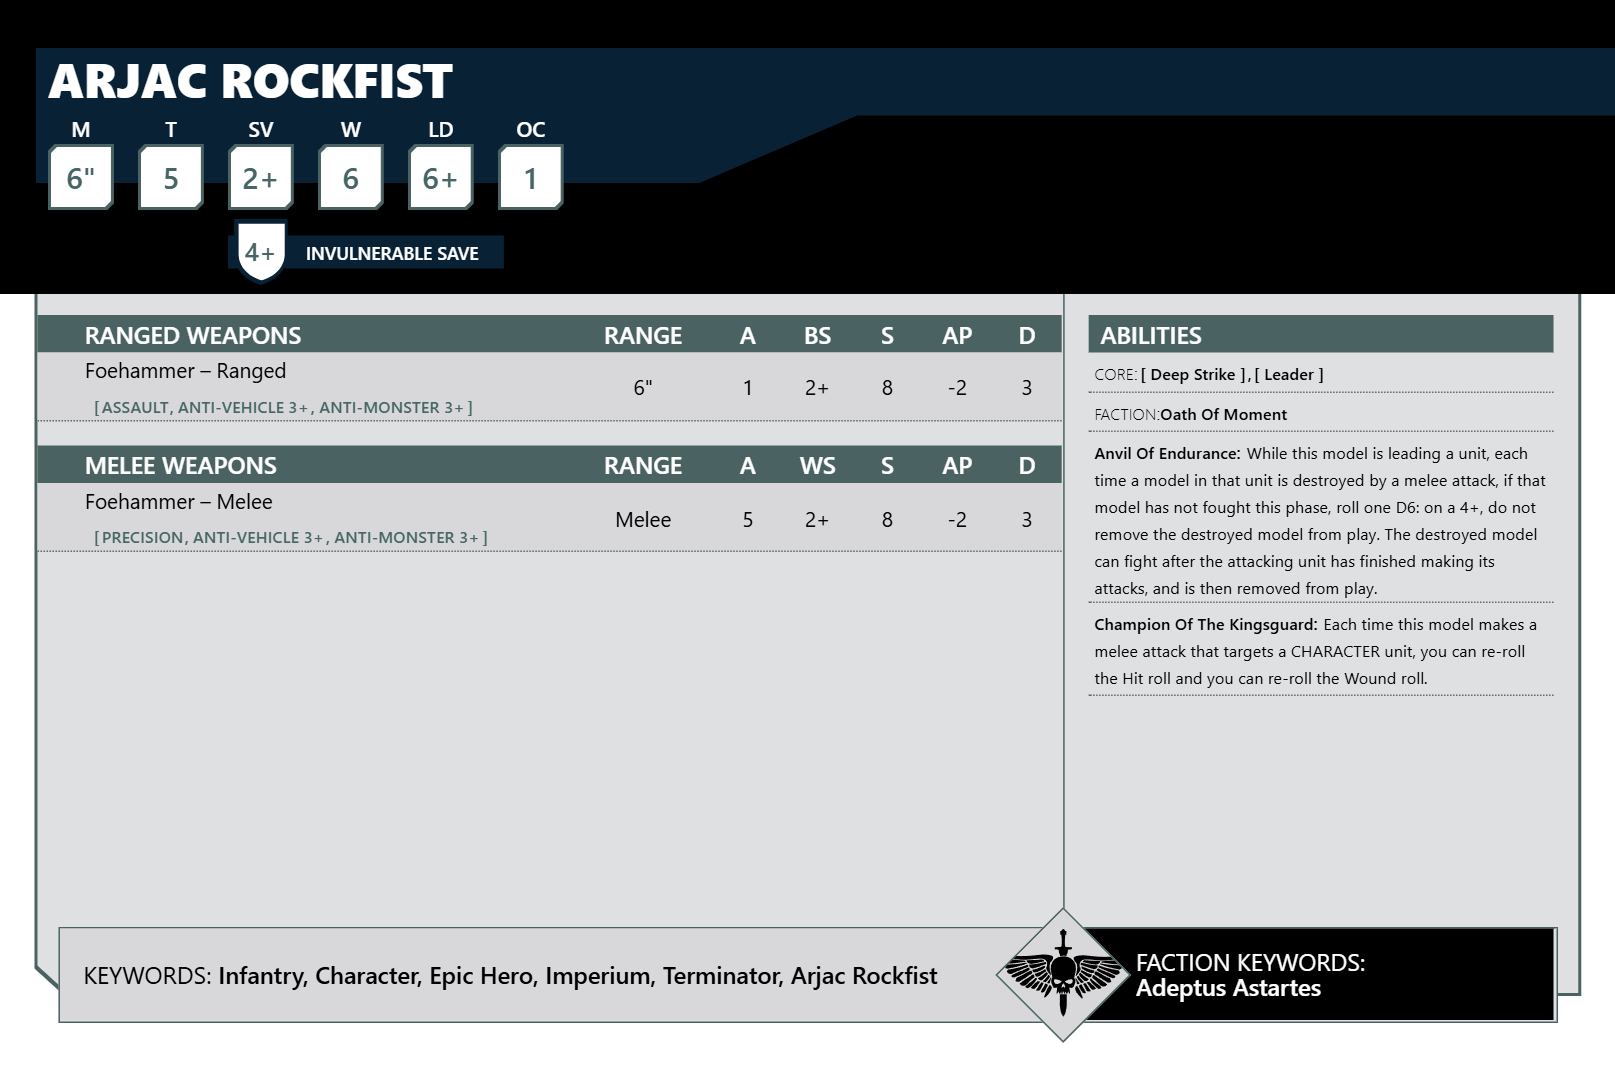 ARJAC ROCKFIST
M T SV W LD OC
6" 5 2+ 6 6+ 1
4+ INVULNERABLE SAVE
RANGED WEAPONS RANGE A BS S AP D
Foehammer – Ranged 6" 1 2+ 8 -2 3
[ ASSAULT, ANTI-VEHICLE 3+, ANTI-MONSTER 3+ ]
MELEE WEAPONS RANGE A WS S AP D
Foehammer – Melee Melee 5 2+ 8 -2 3
[ PRECISION, ANTI-VEHICLE 3+, ANTI-MONSTER 3+ ]
ABILITIES
CORE: [ Deep Strike ], [ Leader ]
FACTION:Oath Of Moment
Anvil Of Endurance: While this model is leading a unit, each
time a model in that unit is destroyed by a melee attack, if that
model has not fought this phase, roll one D6: on a 4+, do not
remove the destroyed model from play. The destroyed model
can fight after the attacking unit has finished making its
attacks, and is then removed from play.
Champion Of The Kingsguard: Each time this model makes a
melee attack that targets a CHARACTER unit, you can re-roll
the Hit roll and you can re-roll the Wound roll.
KEYWORDS: Infantry, Character, Epic Hero, Imperium, Terminator, Arjac Rockfist
FACTION KEYWORDS:
Adeptus Astartes